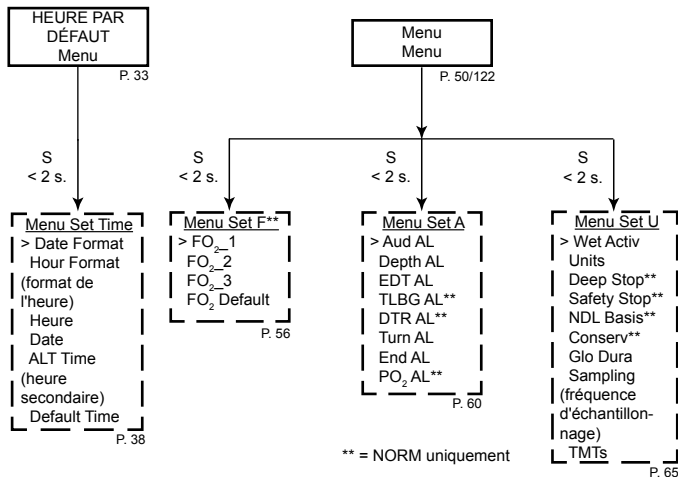 HEURE PAR
DÉFAUT
Menu
P. 33
Menu
Menu
P. 50/122
S
< 2 s.
S
< 2 s.
S
< 2 s.
S
< 2 s.
Menu Set Time
> Date Format
Hour Format
(format de
l'heure)
Heure
Date
ALT Time
(heure
secondaire)
Default Time
P. 38
Menu Set F**
> FO₂_1
FO₂_2
FO₂_3
FO₂ Default
P. 56
Menu Set A
> Aud AL
Depth AL
EDT AL
TLBG AL**
DTR AL**
Turn AL
End AL
PO₂ AL**
P. 60
Menu Set U
> Wet Activ
Units
Deep Stop**
Safety Stop**
NDL Basis**
Conserv**
Glo Dura
Sampling
(fréquence
d'échantillon-
nage)
TMTs
P. 65
** = NORM uniquement